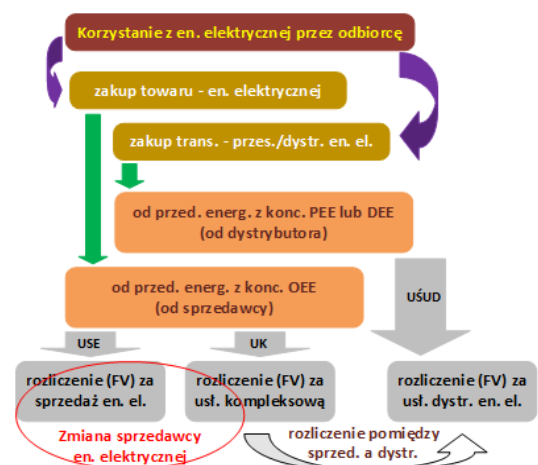 Korzystanie z en. elektrycznej przez odbiorcę
zakup towaru - en. elektrycznej
zakup trans. - przes./dystr. en. el.
od przed. energ. z konc. PEE lub DEE
(od dystrybutora)
od przed. energ. z konc. OEE
(od sprzedawcy)
UŚUD
USE
UK
rozliczenie (FV) za
sprzedaż en. el.
rozliczenie (FV) za
usł. kompleksową
rozliczenie (FV) za
usł. dystr. en. el.
Zmiana sprzedawcy
en. elektrycznej
rozliczenie pomiędzy
sprzed. a dystr.